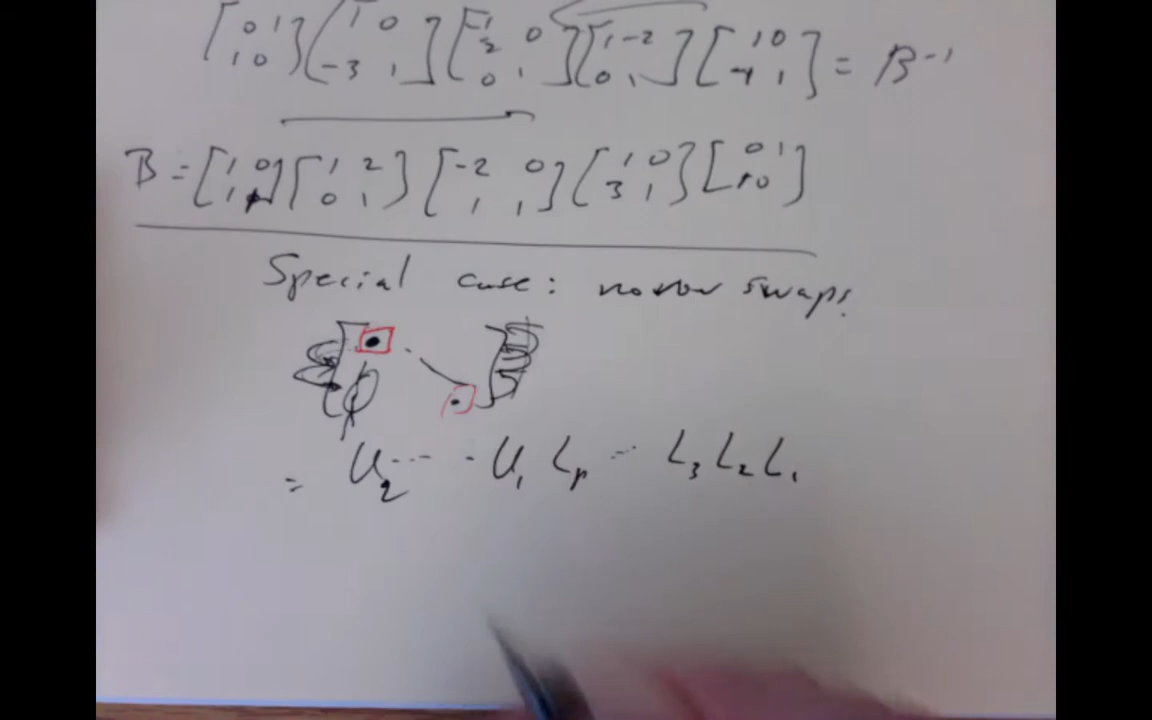 [0 1 1 0] [1 0 -3 1] [-1/2 0 0 1] [1 -2 0 1] [1 0 -1 1] = B⁻¹
B = [1 0 1 1] [1 2 0 1] [-2 0 1 1] [1 0 3 1] [0 1 1 0]
Special case: no row swaps!
= U₂ ··· U₁ Lₚ ··· L₃ L₂ L₁